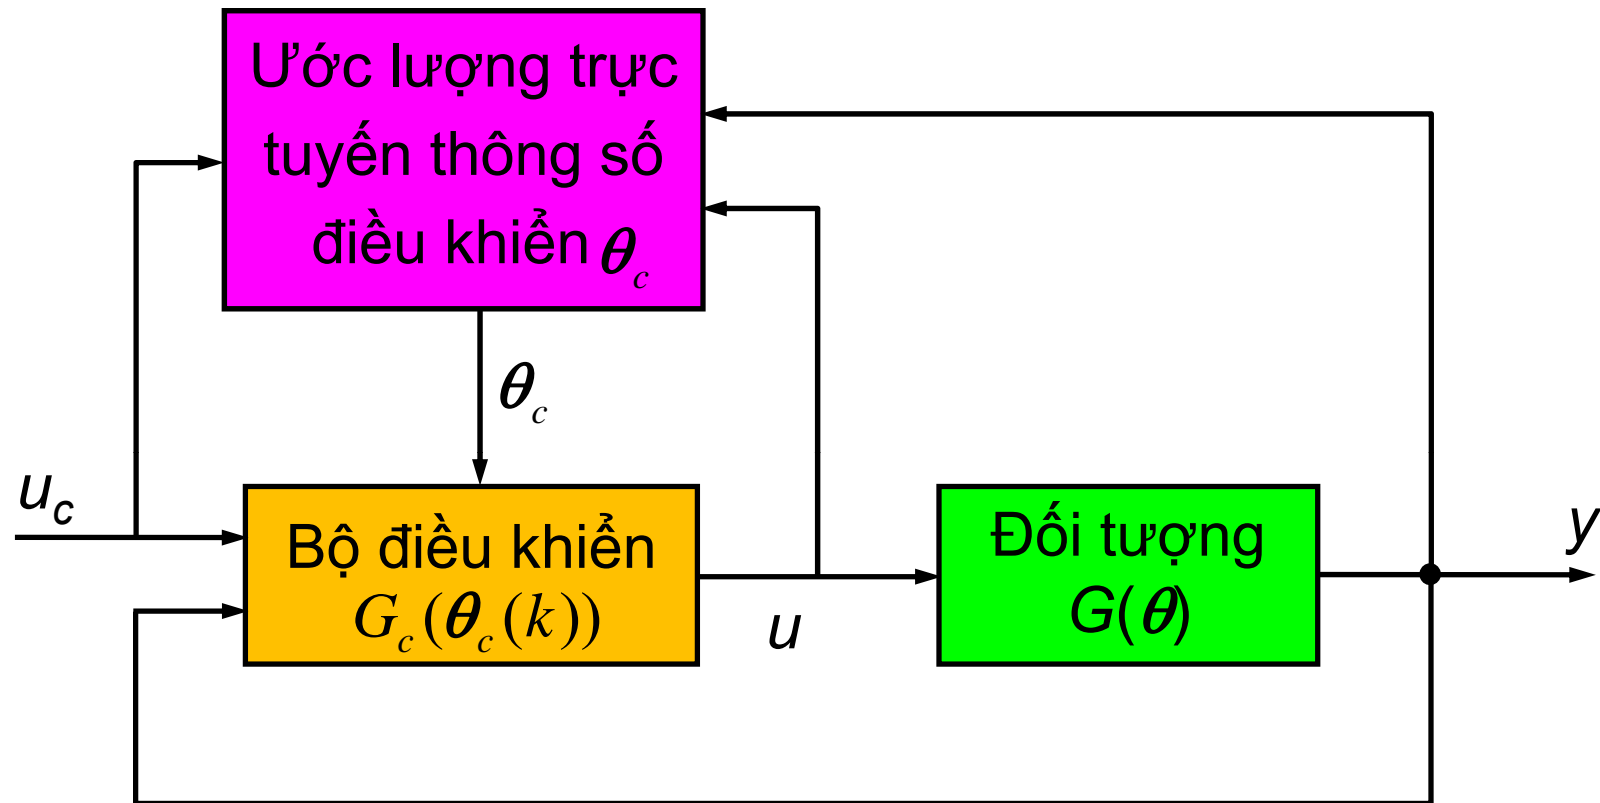 Ước lượng trực
tuyến thông số
điều khiển θc
θc
uc
Bộ điều khiển
Gc(θc(k))
u
Đối tượng
G(θ)
y